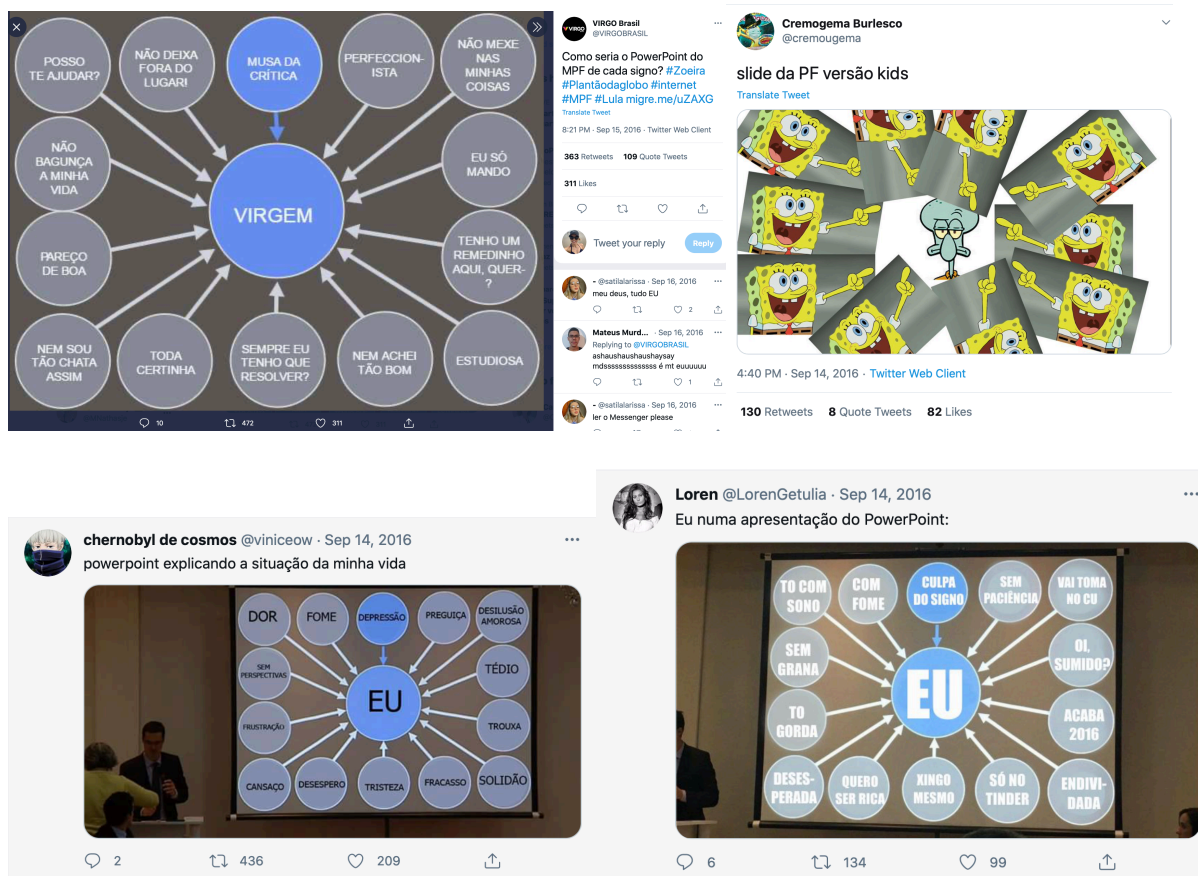 POSSO
TE AJUDAR?
NÃO DEIXA
FORA DO
LUGAR!
MUSA DA
CRÍTICA
PERFECCION-
ISTA
NÃO MEXE
NAS
MINHAS
COISAS
NÃO
BAGUNÇA
A MINHA
VIDA
EU SÓ
MANDO
VIRGEM
PAREÇO
DE BOA
TENHO UM
REMEDINHO
AQUI, QUER-
?
NEM SOU
TÃO CHATA
ASSIM
TODA
CERTINHA
SEMPRE EU
TENHO QUE
RESOLVER?
NEM ACHEI
TÃO BOM
ESTUDIOSA
10
472
311
VIRGO
VIRGO Brasil
@VIRGOBRASIL
Como seria o PowerPoint do
MPF de cada signo? #Zoeira
#Plantãodaglobo #internet
#MPF #Lula migre.me/uZAXG
Translate Tweet
8:21 PM · Sep 15, 2016 · Twitter Web Client
363 Retweets 109 Quote Tweets
311 Likes
Tweet your reply
Reply
- @satilalarissa · Sep 16, 2016
meu deus, tudo EU
2
Mateus Murd... · Sep 16, 2016
Replying to @VIRGOBRASIL
ashaushaushaushaysay
mdssssssssssssss é mt euuuuuu
1
- @satilalarissa · Sep 16, 2016
ler o Messenger please
Cremogema Burlesco
@cremougema
slide da PF versão kids
Translate Tweet
4:40 PM · Sep 14, 2016 · Twitter Web Client
130 Retweets 8 Quote Tweets 82 Likes
chernobyl de cosmos @viniceow · Sep 14, 2016
powerpoint explicando a situação da minha vida
DOR
FOME
DEPRESSÃO
PREGUIÇA
DESILUSÃO
AMOROSA
SEM
PERSPECTIVAS
TÉDIO
EU
FRUSTRAÇÃO
TROUXA
CANSAÇO
DESESPERO
TRISTEZA
FRACASSO
SOLIDÃO
2
436
209
Loren @LorenGetulia · Sep 14, 2016
Eu numa apresentação do PowerPoint:
TO COM
SONO
COM
FOME
CULPA
DO SIGNO
SEM
PACIÊNCIA
VAI TOMA
NO CU
SEM
GRANA
OI,
SUMIDO?
EU
TO
GORDA
ACABA
2016
DESES-
PERADA
QUERO
SER RICA
XINGO
MESMO
SÓ NO
TINDER
ENDIVI-
DADA
6
134
99